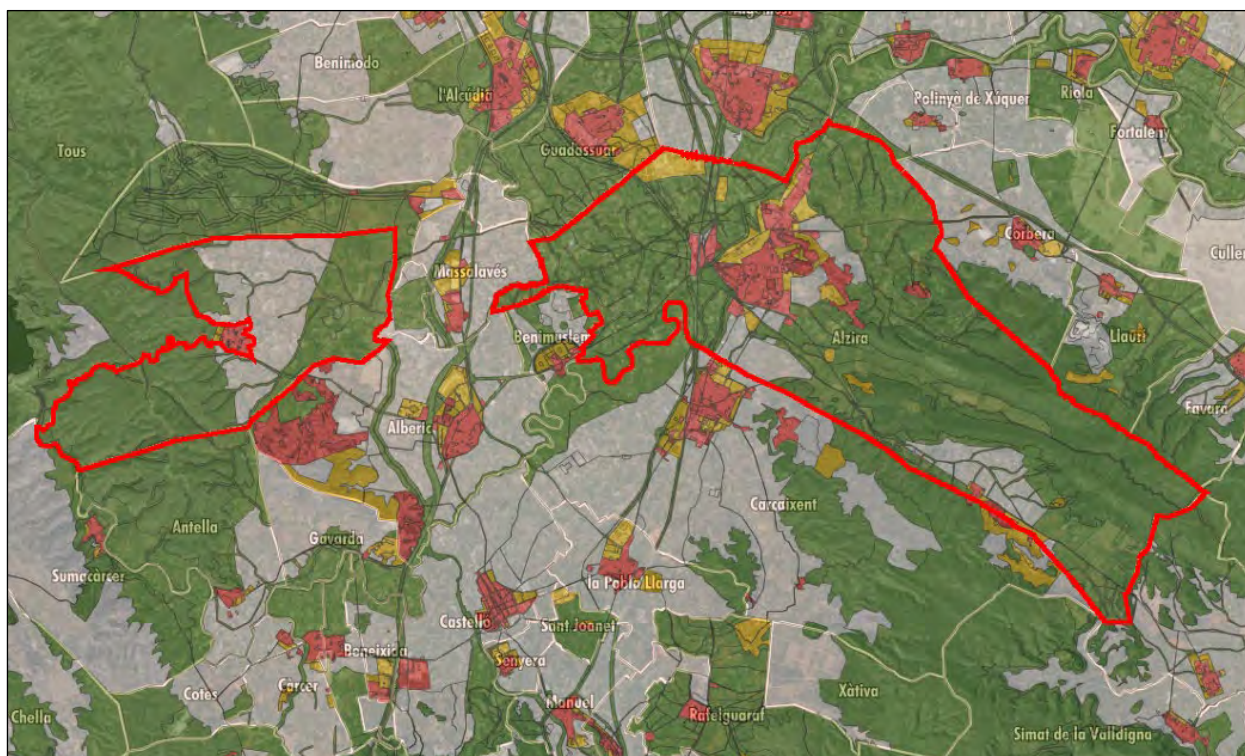 Benimodo
l'Alcúdia
Polinyà de Xúquer
Riola
Fortaleny
Tous
Guadassuar
Corbera
Culler
Massalavés
Benimuslem
Alzira
Llaurí
Favara
Alberic
Antella
Carcaixent
Gavarda
Sumacàrcer
la Pobla Llarga
Castelló
Sant Joanet
Beneixida
Senyera
Càrcer
Cotes
Xàtiva
Manuel
Rafelguaraf
Chella
Simat de la Valldigna